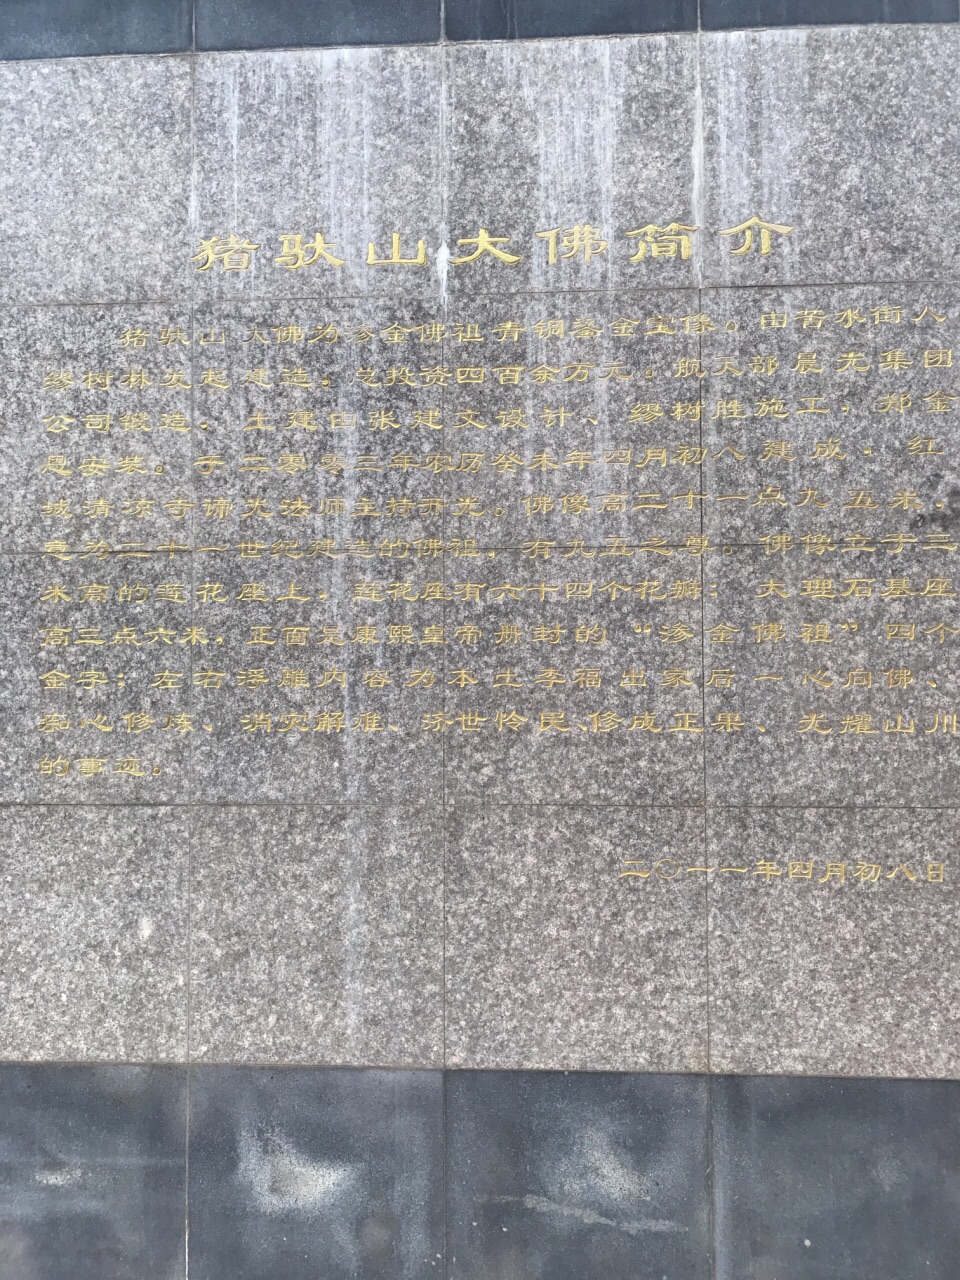 猪驮山大佛简介
猪驮山大佛为渗金佛祖青铜鎏金宝像。由苦水街人
缪树林发起建造。总投资四百余万元。航天部晨光集团
公司锻造，土建由张建文设计、缪树胜施工，郑金
恩安装。于二零零三年农历癸未年四月初八建成，红
城清凉寺谛光法师主持开光。佛像高二十一点九五米，
意为二十一世纪建造的佛祖，有九五之尊。佛像立于三
米高的莲花座上，莲花座有六十四个花瓣；大理石基座
高三点六米，正面是康熙皇帝册封的“渗金佛祖”四个
金字；左右浮雕内容为本土李福出家后一心向佛、
苑心修炼、消灾解难、济世怜民、修成正果、光耀山川
的事迹。
二〇一一年四月初八日